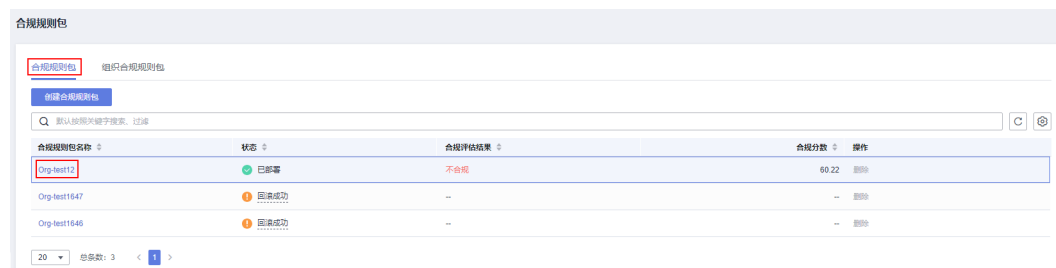 合规规则包
合规规则包 组织合规规则包
创建合规规则包
默认按照关键字搜索、过滤
合规规则包名称 状态 合规评估结果 合规分数 操作
Org-test12 已部署 不合规 60.22 删除
Org-test1647 回滚成功 -- -- 删除
Org-test1646 回滚成功 -- -- 删除
20 总条数: 3 < 1 >